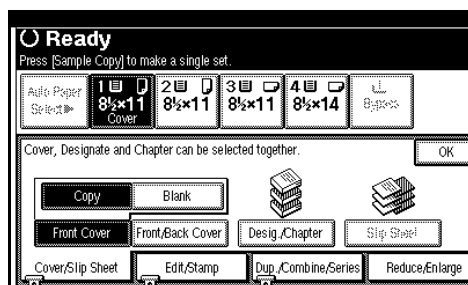 Ready
Press [Sample Copy] to make a single set.
Auto Paper Select▶ 1 8½×11 Cover 2 8½×11 3 8½×11 4 8½×14 Bypass
Cover, Designate and Chapter can be selected together. OK
Copy Blank
Front Cover Front/Back Cover Desig./Chapter Slip Sheet
Cover/Slip Sheet Edit/Stamp Dup./Combine/Series Reduce/Enlarge